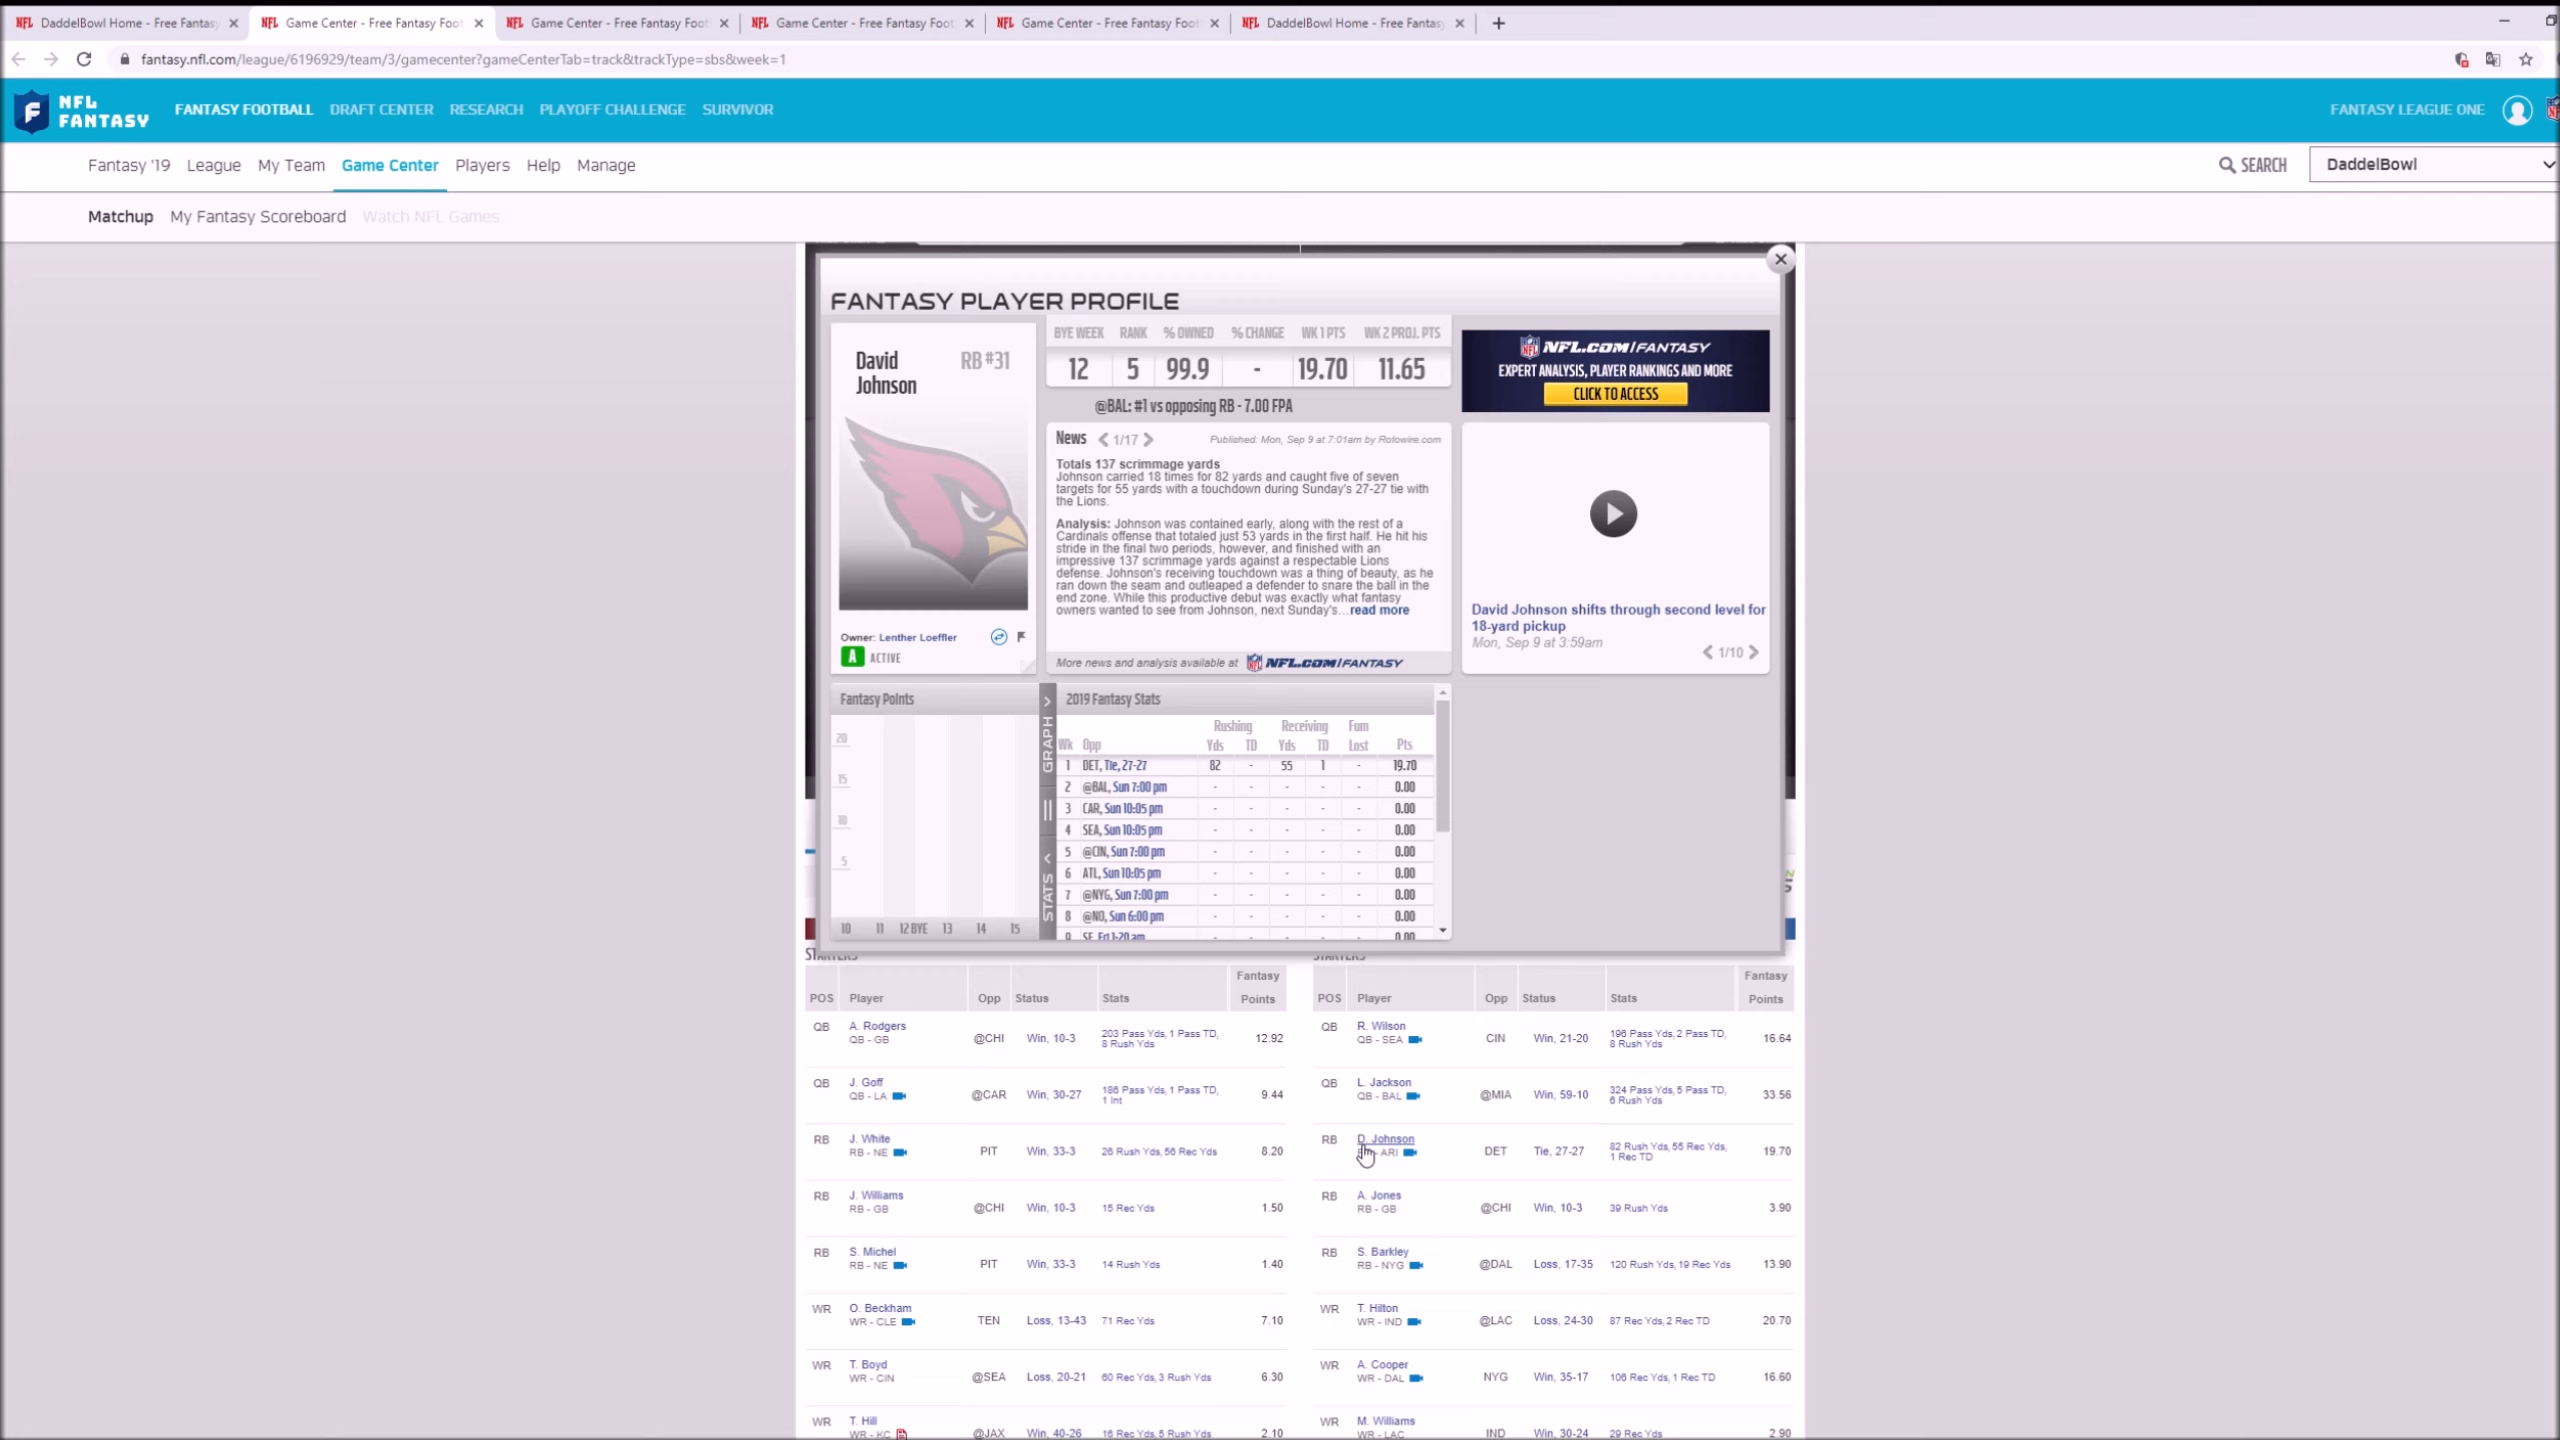 DaddelBowl Home - Free Fantasy
Game Center - Free Fantasy Foot
Game Center - Free Fantasy Foot
Game Center - Free Fantasy Foot
Game Center - Free Fantasy Foot
DaddelBowl Home - Free Fantasy
fantasy.nfl.com/league/6196929/team/3/gamecenter?gameCenterTab=track&trackType=sbs&week=1
NFL FANTASY FANTASY FOOTBALL DRAFT CENTER RESEARCH PLAYOFF CHALLENGE SURVIVOR FANTASY LEAGUE ONE
Fantasy '19 League My Team Game Center Players Help Manage SEARCH DaddelBowl
Matchup My Fantasy Scoreboard Watch NFL Games
FANTASY PLAYER PROFILE
David Johnson RB #31
BYE WEEK RANK % OWNED % CHANGE WK 1 PTS WK 2 PROJ. PTS
12 5 99.9 - 19.70 11.65
@BAL: #1 vs opposing RB - 7.00 FPA
NFL.COM/FANTASY
EXPERT ANALYSIS, PLAYER RANKINGS AND MORE
CLICK TO ACCESS
News 1/17 Published: Mon, Sep 9 at 7:01am by Rotowire.com
Totals 137 scrimmage yards
Johnson carried 18 times for 82 yards and caught five of seven
targets for 55 yards with a touchdown during Sunday's 27-27 tie with
the Lions.
Analysis: Johnson was contained early, along with the rest of a
Cardinals offense that totaled just 53 yards in the first half. He hit his
stride in the final two periods, however, and finished with an
impressive 137 scrimmage yards against a respectable Lions
defense. Johnson's receiving touchdown was a thing of beauty, as he
ran down the seam and outleaped a defender to snare the ball in the
end zone. While this productive debut was exactly what fantasy
owners wanted to see from Johnson, next Sunday's... read more
More news and analysis available at NFL.COM/FANTASY
David Johnson shifts through second level for
18-yard pickup
Mon, Sep 9 at 3:59am
1/10
Owner: Lenther Loeffler
A ACTIVE
Fantasy Points
20
15
10
5
10 11 12 BYE 13 14 15
GRAPH
STATS
2019 Fantasy Stats
Rushing Receiving Fum
Wk Opp Yds TD Yds TD Lost Pts
1 DET, Tie, 27-27 82 - 55 1 - 19.70
2 @BAL, Sun 7:00 pm - - - - - 0.00
3 CAR, Sun 10:05 pm - - - - - 0.00
4 SEA, Sun 10:05 pm - - - - - 0.00
5 @CIN, Sun 7:00 pm - - - - - 0.00
6 ATL, Sun 10:05 pm - - - - - 0.00
7 @NYG, Sun 7:00 pm - - - - - 0.00
8 @NO, Sun 6:00 pm - - - - - 0.00
9 SF, Fri 1:20 am - - - - - 0.00
STARTERS STARTERS
POS Player Opp Status Stats Fantasy Points POS Player Opp Status Stats Fantasy Points
QB A. Rodgers @CHI Win, 10-3 203 Pass Yds, 1 Pass TD, 12.92 QB R. Wilson CIN Win, 21-20 196 Pass Yds, 2 Pass TD, 16.64
QB - GB 8 Rush Yds QB - SEA 8 Rush Yds
QB J. Goff @CAR Win, 30-27 186 Pass Yds, 1 Pass TD, 9.44 QB L. Jackson @MIA Win, 59-10 324 Pass Yds, 5 Pass TD, 33.56
QB - LA 1 Int QB - BAL 6 Rush Yds
RB J. White PIT Win, 33-3 26 Rush Yds, 56 Rec Yds 8.20 RB D. Johnson DET Tie, 27-27 82 Rush Yds, 55 Rec Yds, 19.70
RB - NE - ARI 1 Rec TD
RB J. Williams @CHI Win, 10-3 15 Rec Yds 1.50 RB A. Jones @CHI Win, 10-3 39 Rush Yds 3.90
RB - GB RB - GB
RB S. Michel PIT Win, 33-3 14 Rush Yds 1.40 RB S. Barkley @DAL Loss, 17-35 120 Rush Yds, 19 Rec Yds 13.90
RB - NE RB - NYG
WR O. Beckham TEN Loss, 13-43 71 Rec Yds 7.10 WR T. Hilton @LAC Loss, 24-30 87 Rec Yds, 2 Rec TD 20.70
WR - CLE WR - IND
WR T. Boyd @SEA Loss, 20-21 60 Rec Yds, 3 Rush Yds 6.30 WR A. Cooper NYG Win, 35-17 106 Rec Yds, 1 Rec TD 16.60
WR - CIN WR - DAL
WR T. Hill @JAX Win, 40-26 16 Rec Yds, 5 Rush Yds 2.10 WR M. Williams IND Win, 30-24 29 Rec Yds 2.90
WR - KC WR - LAC